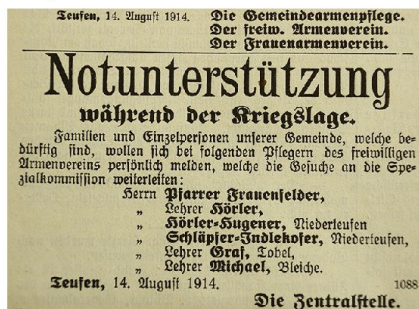 Teufen, 14. August 1914. Die Gemeindearmenpflege.
Der freiw. Armenverein.
Der Frauenarmenverein.
Notunterstützung
während der Kriegslage.
Familien und Einzelpersonen unserer Gemeinde, welche be-
dürftig sind, wollen sich bei folgenden Pflegern des freiwilligen
Armenvereins persönlich melden, welche die Gesuche an die Spe-
zialkommission weiterleiten:
Herrn Pfarrer Frauenfelder,
„ Lehrer Hörler,
„ Hörler-Hugener, Niederteufen
„ Schläpfer-Indlekofer, Niederteufen,
„ Lehrer Graf, Tobel,
„ Lehrer Michael, Bleiche.
Teufen, 14. August 1914. 1088
Die Zentralstelle.